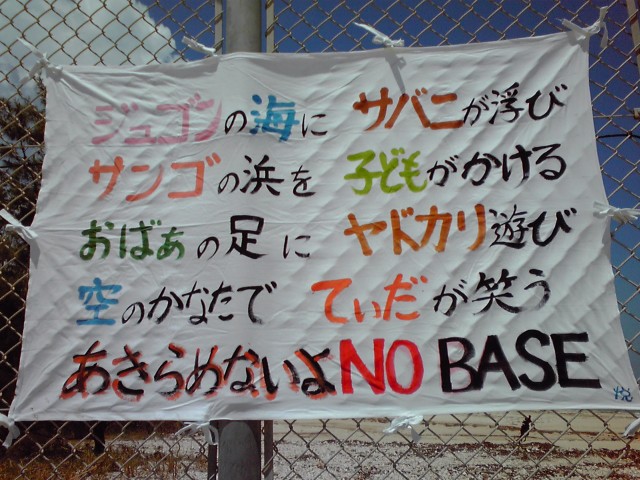 ジュゴンの海に サバニが浮び
サンゴの浜を 子どもがかける
おばぁの足に ヤドカリ遊び
空のかなたで てぃだが笑う
あきらめないよ NO BASE